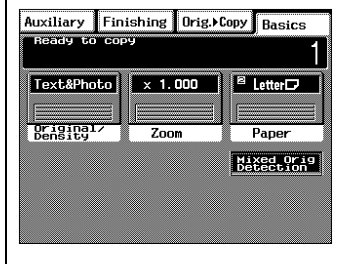 Auxiliary Finishing Orig.▶Copy Basics
Ready to copy
1
Text&Photo x 1.000 2 Letter
Original/
Density Zoom Paper
Mixed Orig
Detection